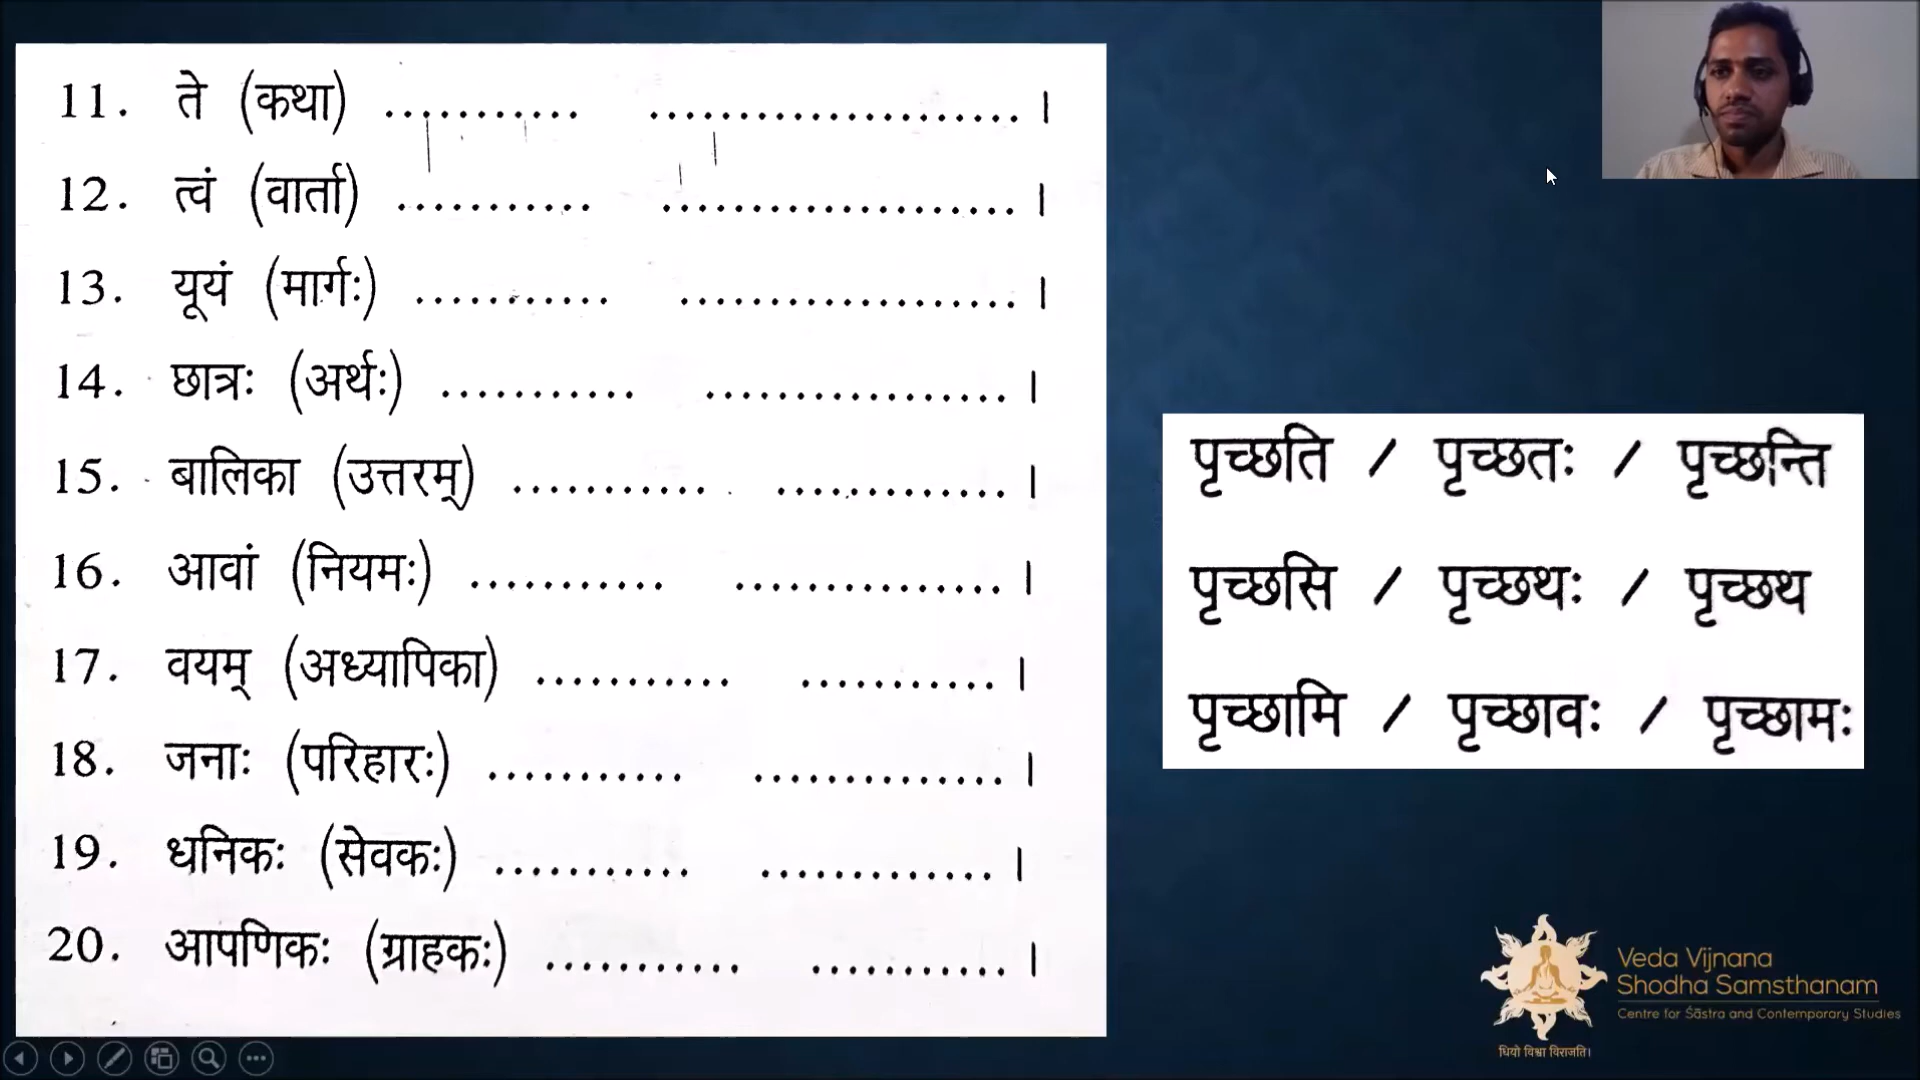 11. ते (कथा) ........... ..................... ।
12. त्वं (वार्ता) ........... .................... ।
13. यूयं (मार्गः) ........... ................... ।
14. छात्रः (अर्थः) ........... ................. ।
15. बालिका (उत्तरम्) ........... ............. ।
16. आवां (नियमः) ........... ............... ।
17. वयम् (अध्यापिका) ........... ........... ।
18. जनाः (परिहारः) ........... .............. ।
19. धनिकः (सेवकः) ........... ............. ।
20. आपणिकः (ग्राहकः) ........... ........... ।
पृच्छति / पृच्छतः / पृच्छन्ति
पृच्छसि / पृच्छथः / पृच्छथ
पृच्छामि / पृच्छावः / पृच्छामः
Veda Vijnana
Shodha Samsthanam
Centre for Śāstra and Contemporary Studies
धियो विश्वा विराजति।